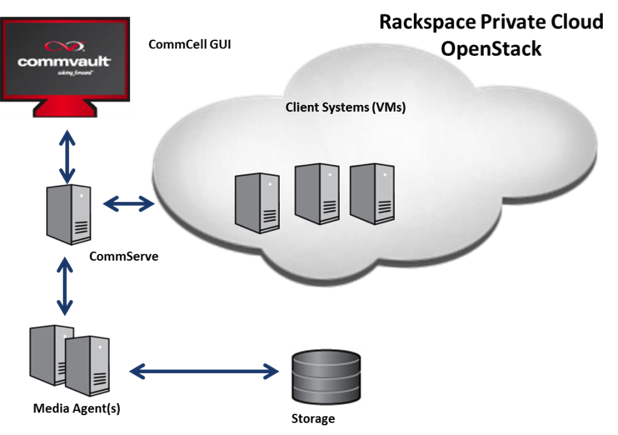 Rackspace Private Cloud
OpenStack
CommCell GUI
commvault
solving forward
Client Systems (VMs)
CommServe
Media Agent(s)
Storage